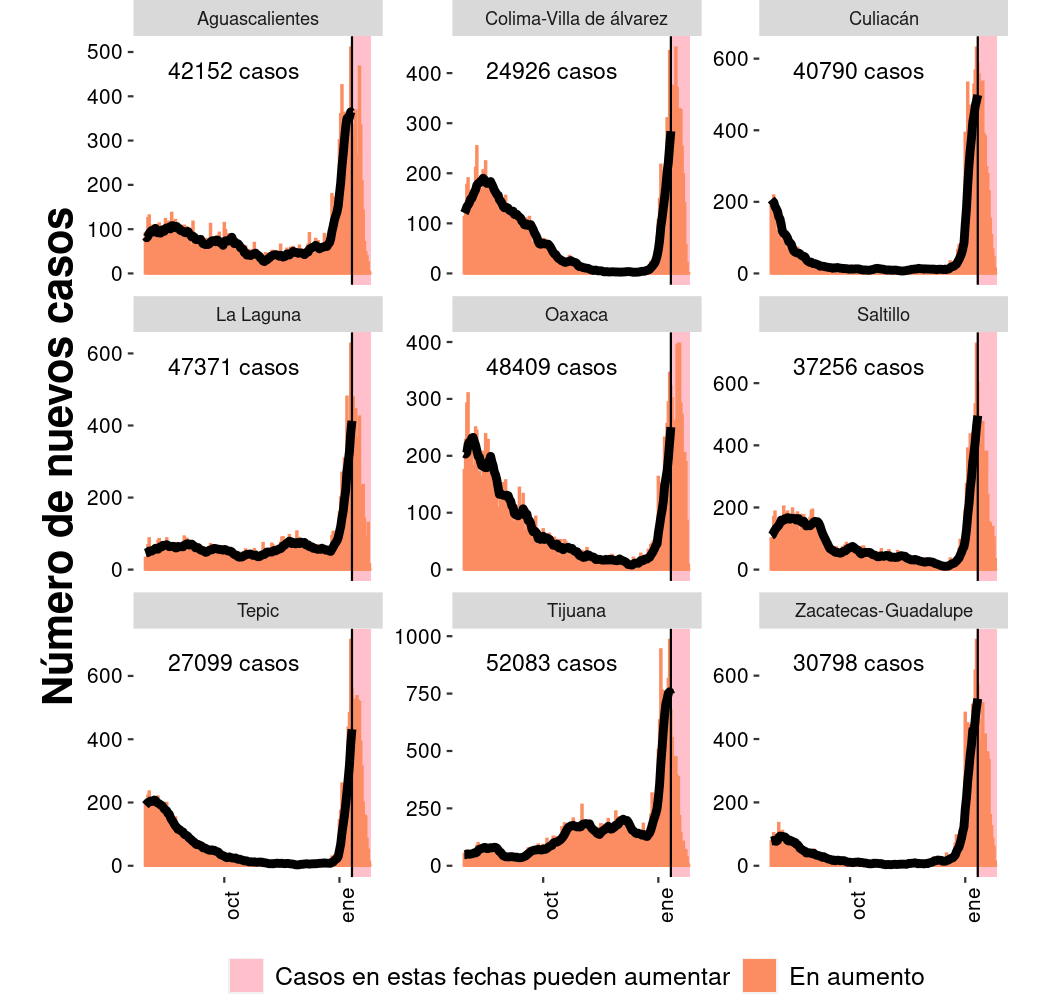 Número de nuevos casos
Aguascalientes
Colima-Villa de álvarez
Culiacán
500
400
300
200
100
0
42152 casos
400
300
200
100
0
24926 casos
600
400
200
0
40790 casos
La Laguna
Oaxaca
Saltillo
600
400
200
0
47371 casos
400
300
200
100
0
48409 casos
600
400
200
0
37256 casos
Tepic
Tijuana
Zacatecas-Guadalupe
600
400
200
0
27099 casos
1000
750
500
250
0
52083 casos
600
400
200
0
30798 casos
oct
ene
oct
ene
oct
ene
Casos en estas fechas pueden aumentar
En aumento